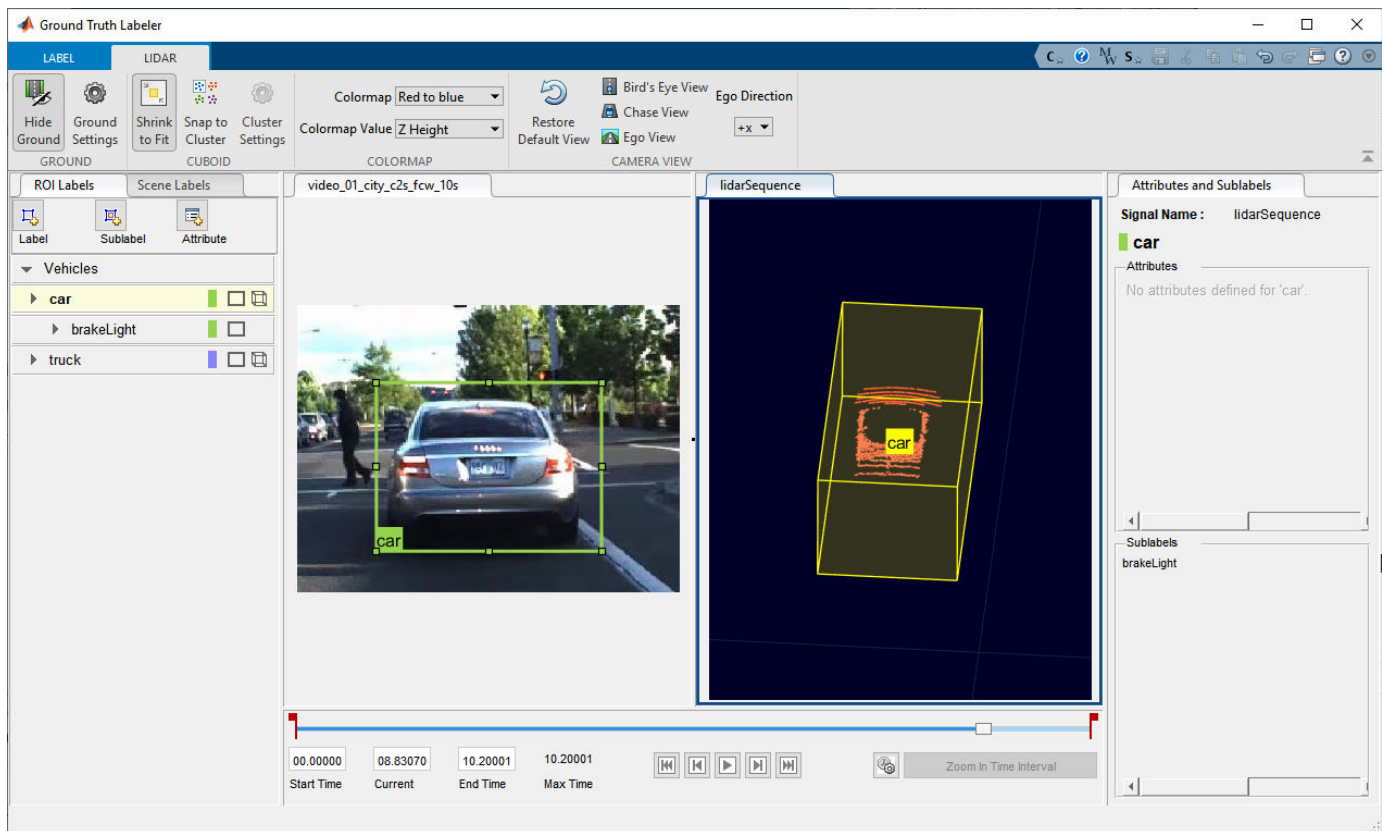 Ground Truth Labeler
LABEL
LIDAR
Hide Ground
Ground Settings
GROUND
Shrink to Fit
Snap to Cluster
Cluster Settings
CUBOID
Colormap Red to blue
Colormap Value Z Height
COLORMAP
Restore Default View
Bird's Eye View
Chase View
Ego View
Ego Direction
+x
CAMERA VIEW
ROI Labels
Scene Labels
Label
Sublabel
Attribute
Vehicles
car
brakeLight
truck
video_01_city_c2s_fcw_10s
car
lidarSequence
car
00.00000
08.83070
10.20001
10.20001
Start Time
Current
End Time
Max Time
Zoom In Time Interval
Attributes and Sublabels
Signal Name : lidarSequence
car
Attributes
No attributes defined for 'car'.
Sublabels
brakeLight